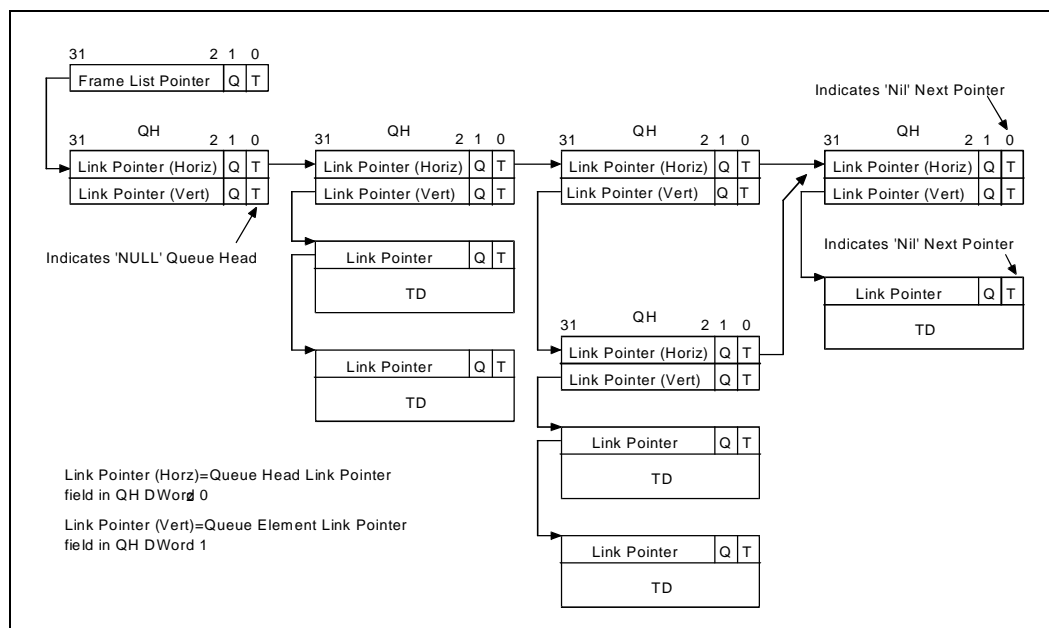 31 2 1 0
Frame List Pointer Q T
Indicates 'Nil' Next Pointer
QH QH QH QH
31 2 1 0 31 2 1 0 31 2 1 0 31 2 1 0
Link Pointer (Horiz) Q T Link Pointer (Horiz) Q T Link Pointer (Horiz) Q T Link Pointer (Horiz) Q T
Link Pointer (Vert) Q T Link Pointer (Vert) Q T Link Pointer (Vert) Q T Link Pointer (Vert) Q T
Indicates 'NULL' Queue Head
Link Pointer Q T
TD
Indicates 'Nil' Next Pointer
Link Pointer Q T
TD
QH
31 2 1 0
Link Pointer (Horiz) Q T
Link Pointer (Vert) Q T
Link Pointer Q T
TD
Link Pointer Q T
TD
Link Pointer Q T
TD
Link Pointer (Horz)=Queue Head Link Pointer
field in QH DWord 0
Link Pointer (Vert)=Queue Element Link Pointer
field in QH DWord 1